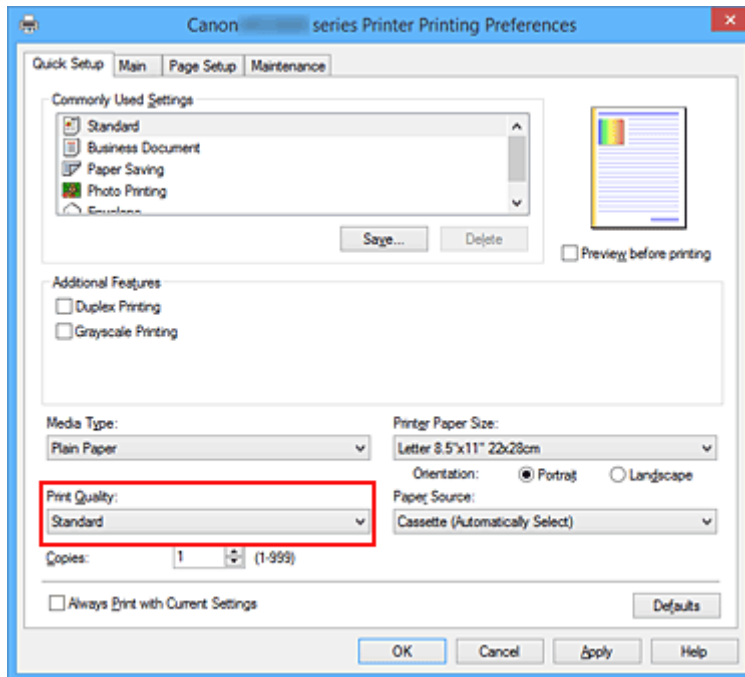 Canon series Printer Printing Preferences
Quick Setup Main Page Setup Maintenance
Commonly Used Settings
Standard
Business Document
Paper Saving
Photo Printing
Envelope
Save... Delete
Preview before printing
Additional Features
Duplex Printing
Grayscale Printing
Media Type:
Plain Paper
Printer Paper Size:
Letter 8.5"x11" 22x28cm
Orientation: Portrait Landscape
Print Quality:
Standard
Paper Source:
Cassette (Automatically Select)
Copies: 1 (1-999)
Always Print with Current Settings
Defaults
OK Cancel Apply Help